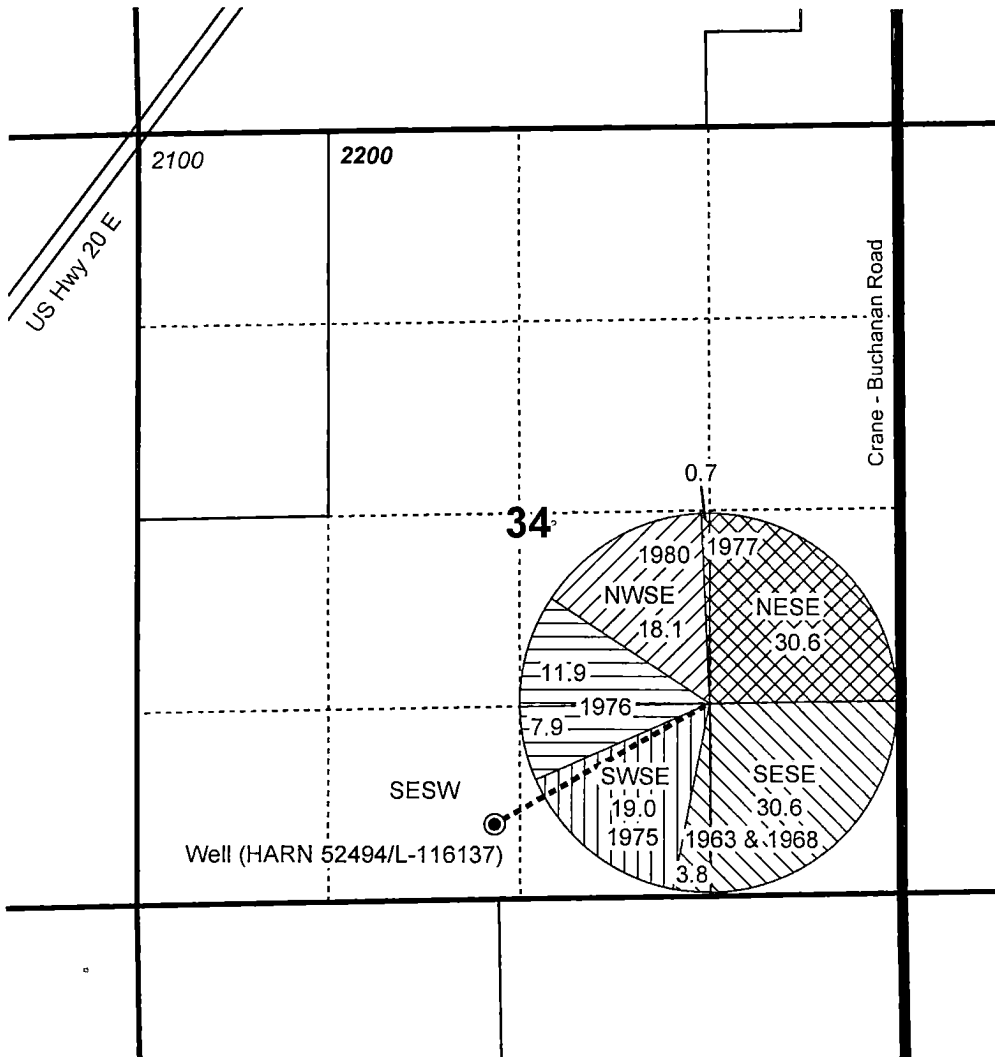 2100
2200
US Hwy 20 E
Crane - Buchanan Road
0.7
34
1980
1977
NWSE
18.1
NESE
30.6
11.9
1976
7.9
SESW
SWSE
19.0
1975
SESE
30.6
1963 & 1968
3.8
Well (HARN 52494/L-116137)